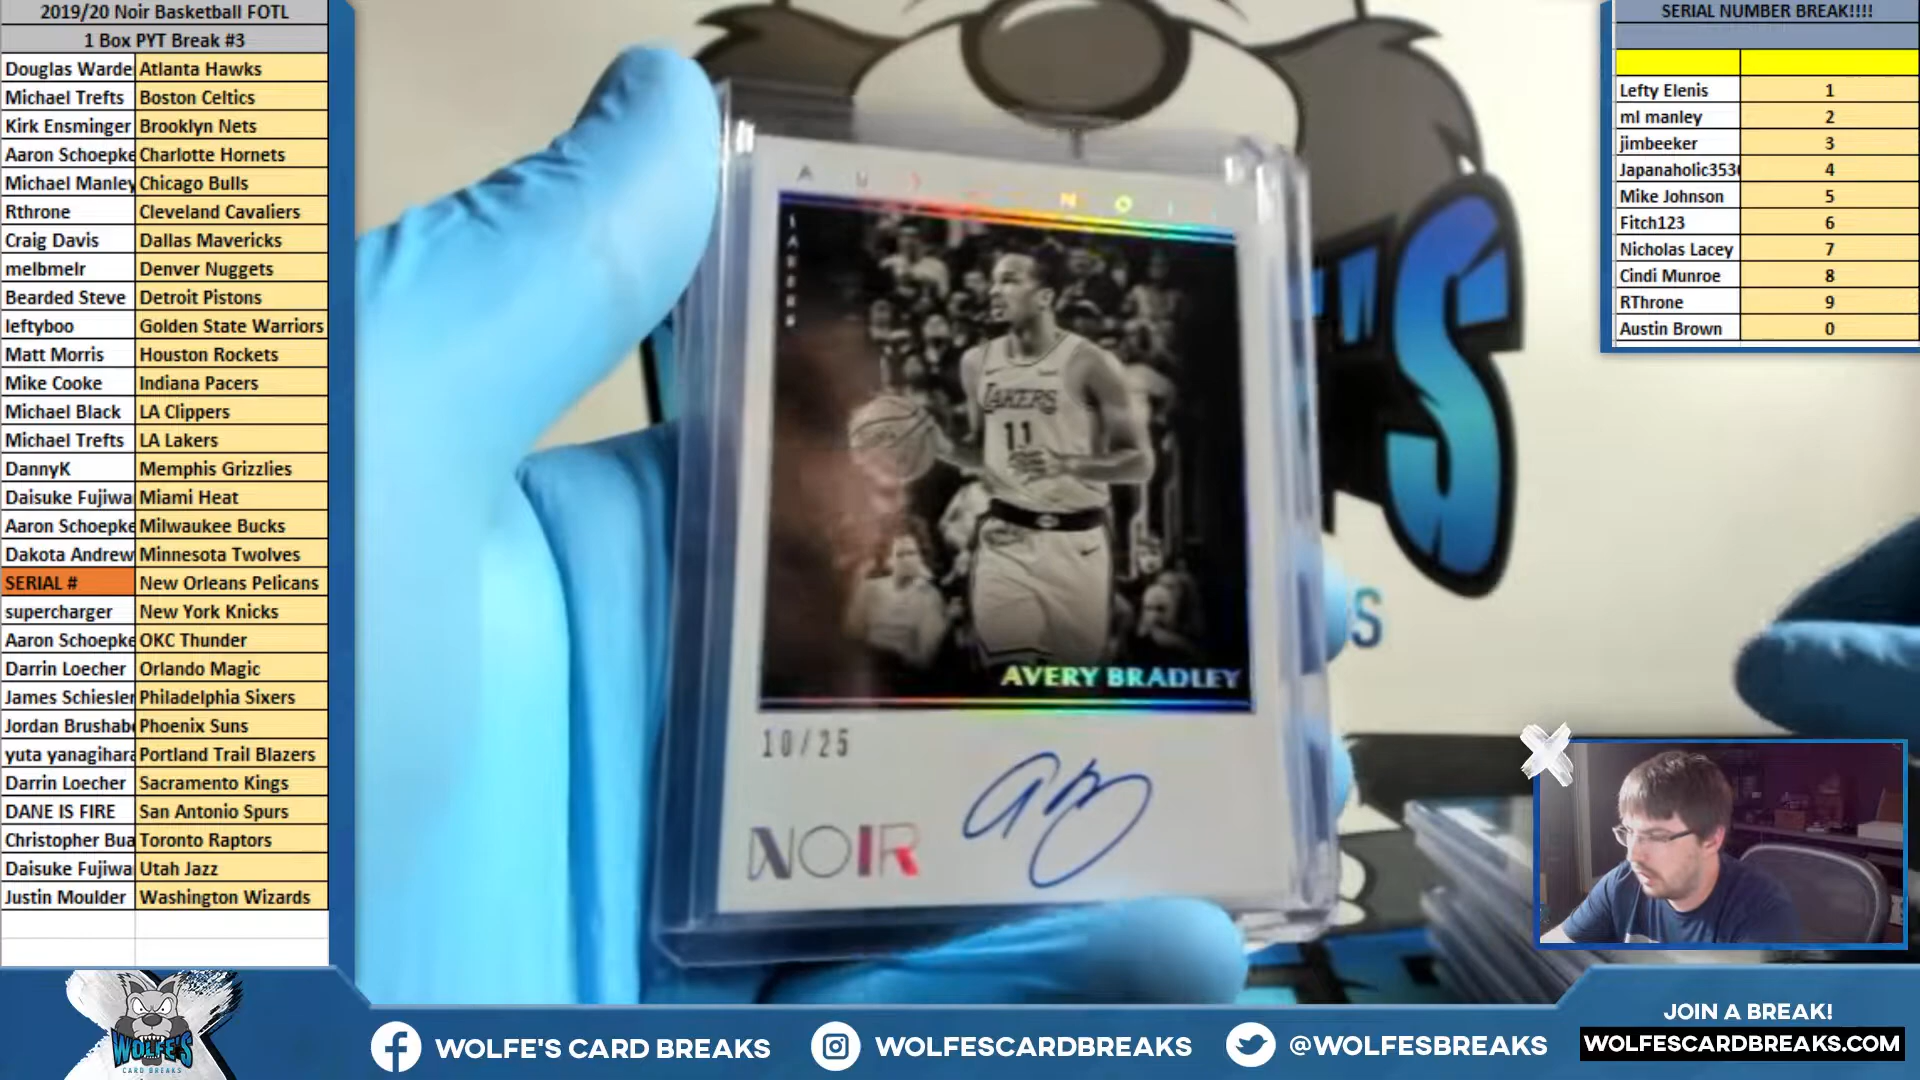 2019/20 Noir Basketball FOTL
1 Box PYT Break #3
Douglas Warde Atlanta Hawks
Michael Trefts Boston Celtics
Kirk Ensminger Brooklyn Nets
Aaron Schoepke Charlotte Hornets
Michael Manley Chicago Bulls
Rthrone Cleveland Cavaliers
Craig Davis Dallas Mavericks
melbmelr Denver Nuggets
Bearded Steve Detroit Pistons
leftyboo Golden State Warriors
Matt Morris Houston Rockets
Mike Cooke Indiana Pacers
Michael Black LA Clippers
Michael Trefts LA Lakers
DannyK Memphis Grizzlies
Daisuke Fujiwa Miami Heat
Aaron Schoepke Milwaukee Bucks
Dakota Andrew Minnesota Twolves
SERIAL # New Orleans Pelicans
supercharger New York Knicks
Aaron Schoepke OKC Thunder
Darrin Loecher Orlando Magic
James Schiesler Philadelphia Sixers
Jordan Brushab Phoenix Suns
yuta yanagihara Portland Trail Blazers
Darrin Loecher Sacramento Kings
DANE IS FIRE San Antonio Spurs
Christopher Bua Toronto Raptors
Daisuke Fujiwa Utah Jazz
Justin Moulder Washington Wizards
LAKERS
11
AVERY BRADLEY
10/25
NOIR
SERIAL NUMBER BREAK!!!!
Lefty Elenis 1
ml manley 2
jimbeeker 3
Japanaholic353 4
Mike Johnson 5
Fitch123 6
Nicholas Lacey 7
Cindi Munroe 8
RThrone 9
Austin Brown 0
WOLFE'S
CARD BREAKS
WOLFE'S CARD BREAKS
WOLFESCARDBREAKS
@WOLFESBREAKS
JOIN A BREAK!
WOLFESCARDBREAKS.COM